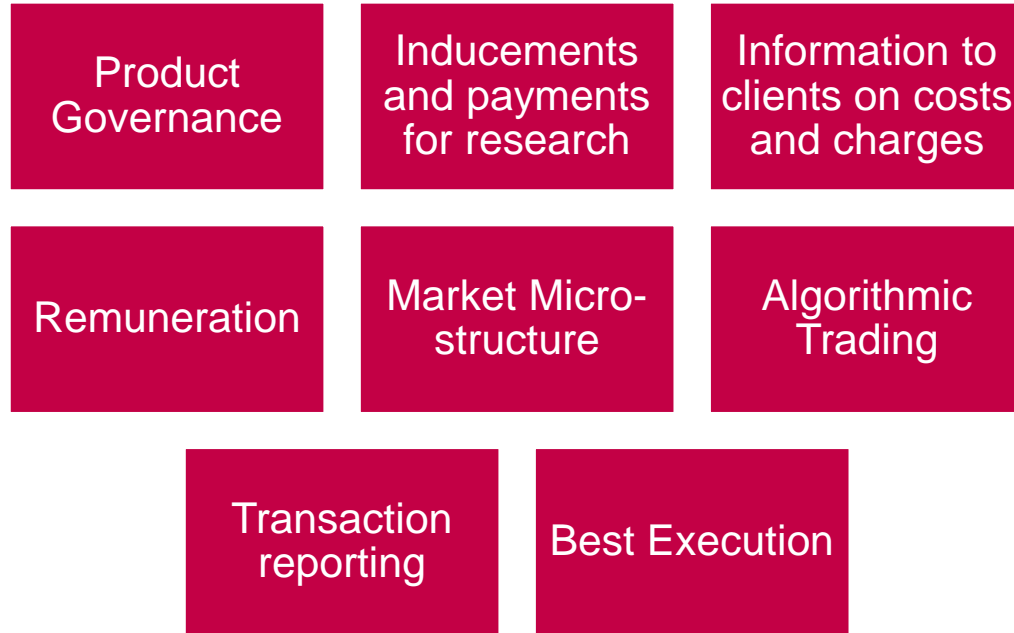 Product
Governance
Inducements
and payments
for research
Information to
clients on costs
and charges
Remuneration
Market Micro-
structure
Algorithmic
Trading
Transaction
reporting
Best Execution